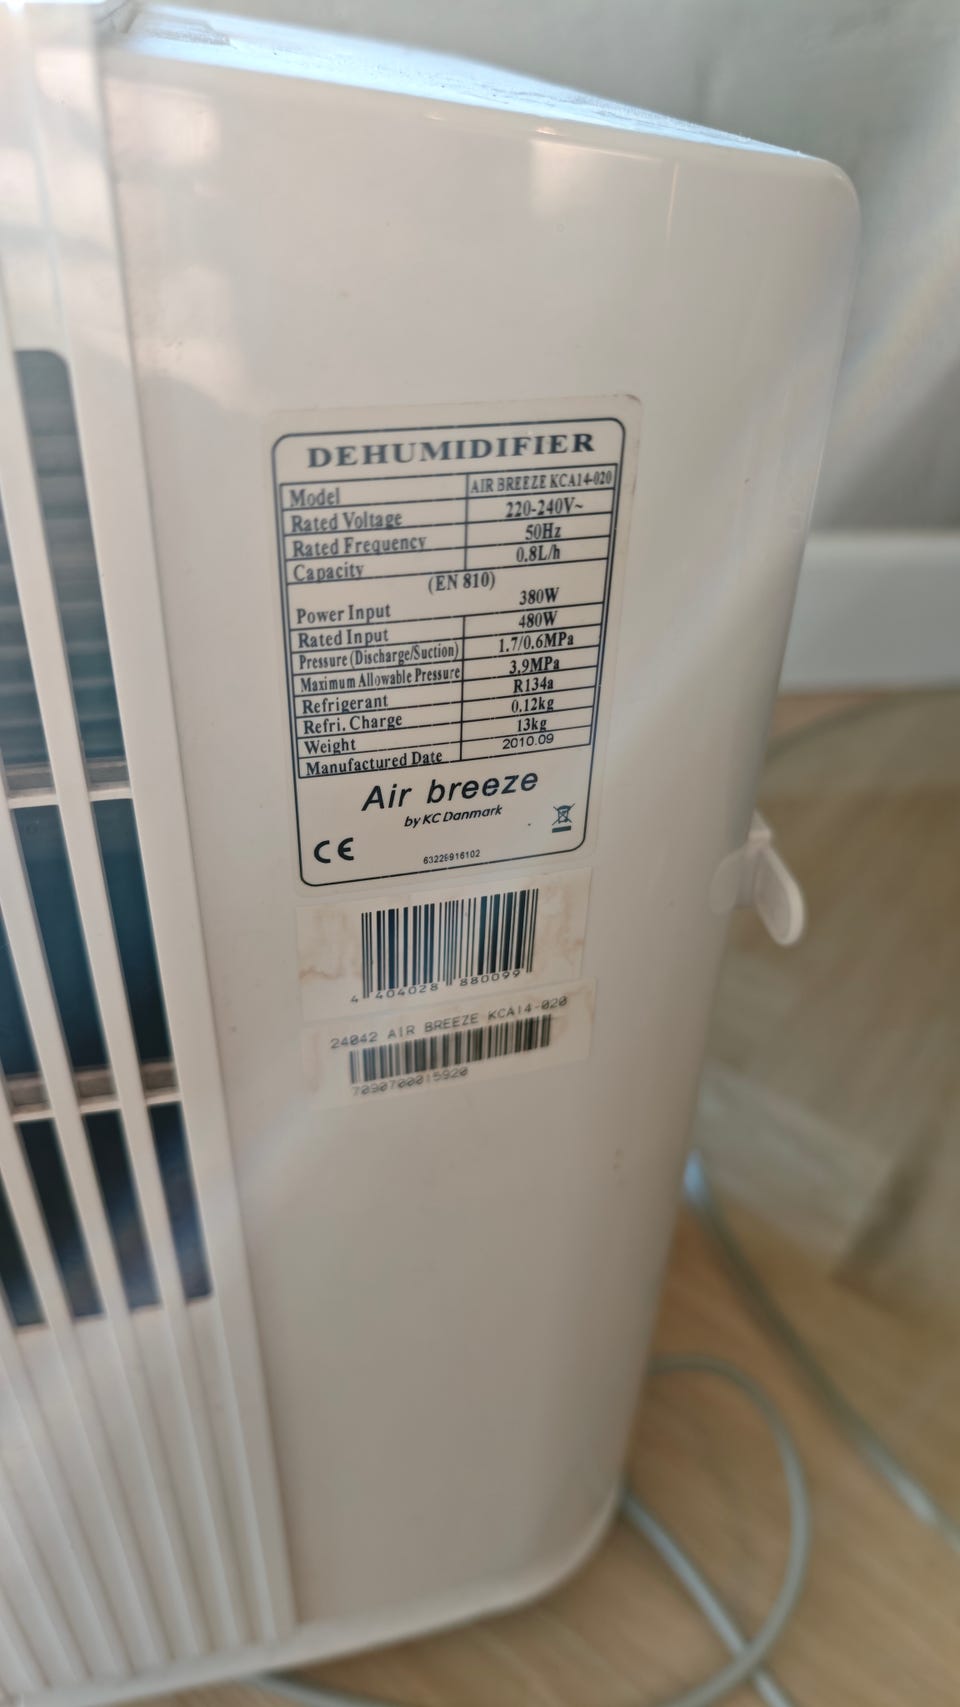 DEHUMIDIFIER
Model AIR BREEZE KCA14-020
Rated Voltage 220-240V~
Rated Frequency 50Hz
Capacity 0.8L/h
(EN 810)
Power Input 380W
Rated Input 480W
Pressure (Discharge/Suction) 1.7/0.6MPa
Maximum Allowable Pressure 3.9MPa
Refrigerant R134a
Refri. Charge 0.12kg
Weight 13kg
Manufactured Date 2010.09
Air breeze
by KC Danmark
CE
63229916102
4 404028 880099
24042 AIR BREEZE KCA14-020
7090700015920